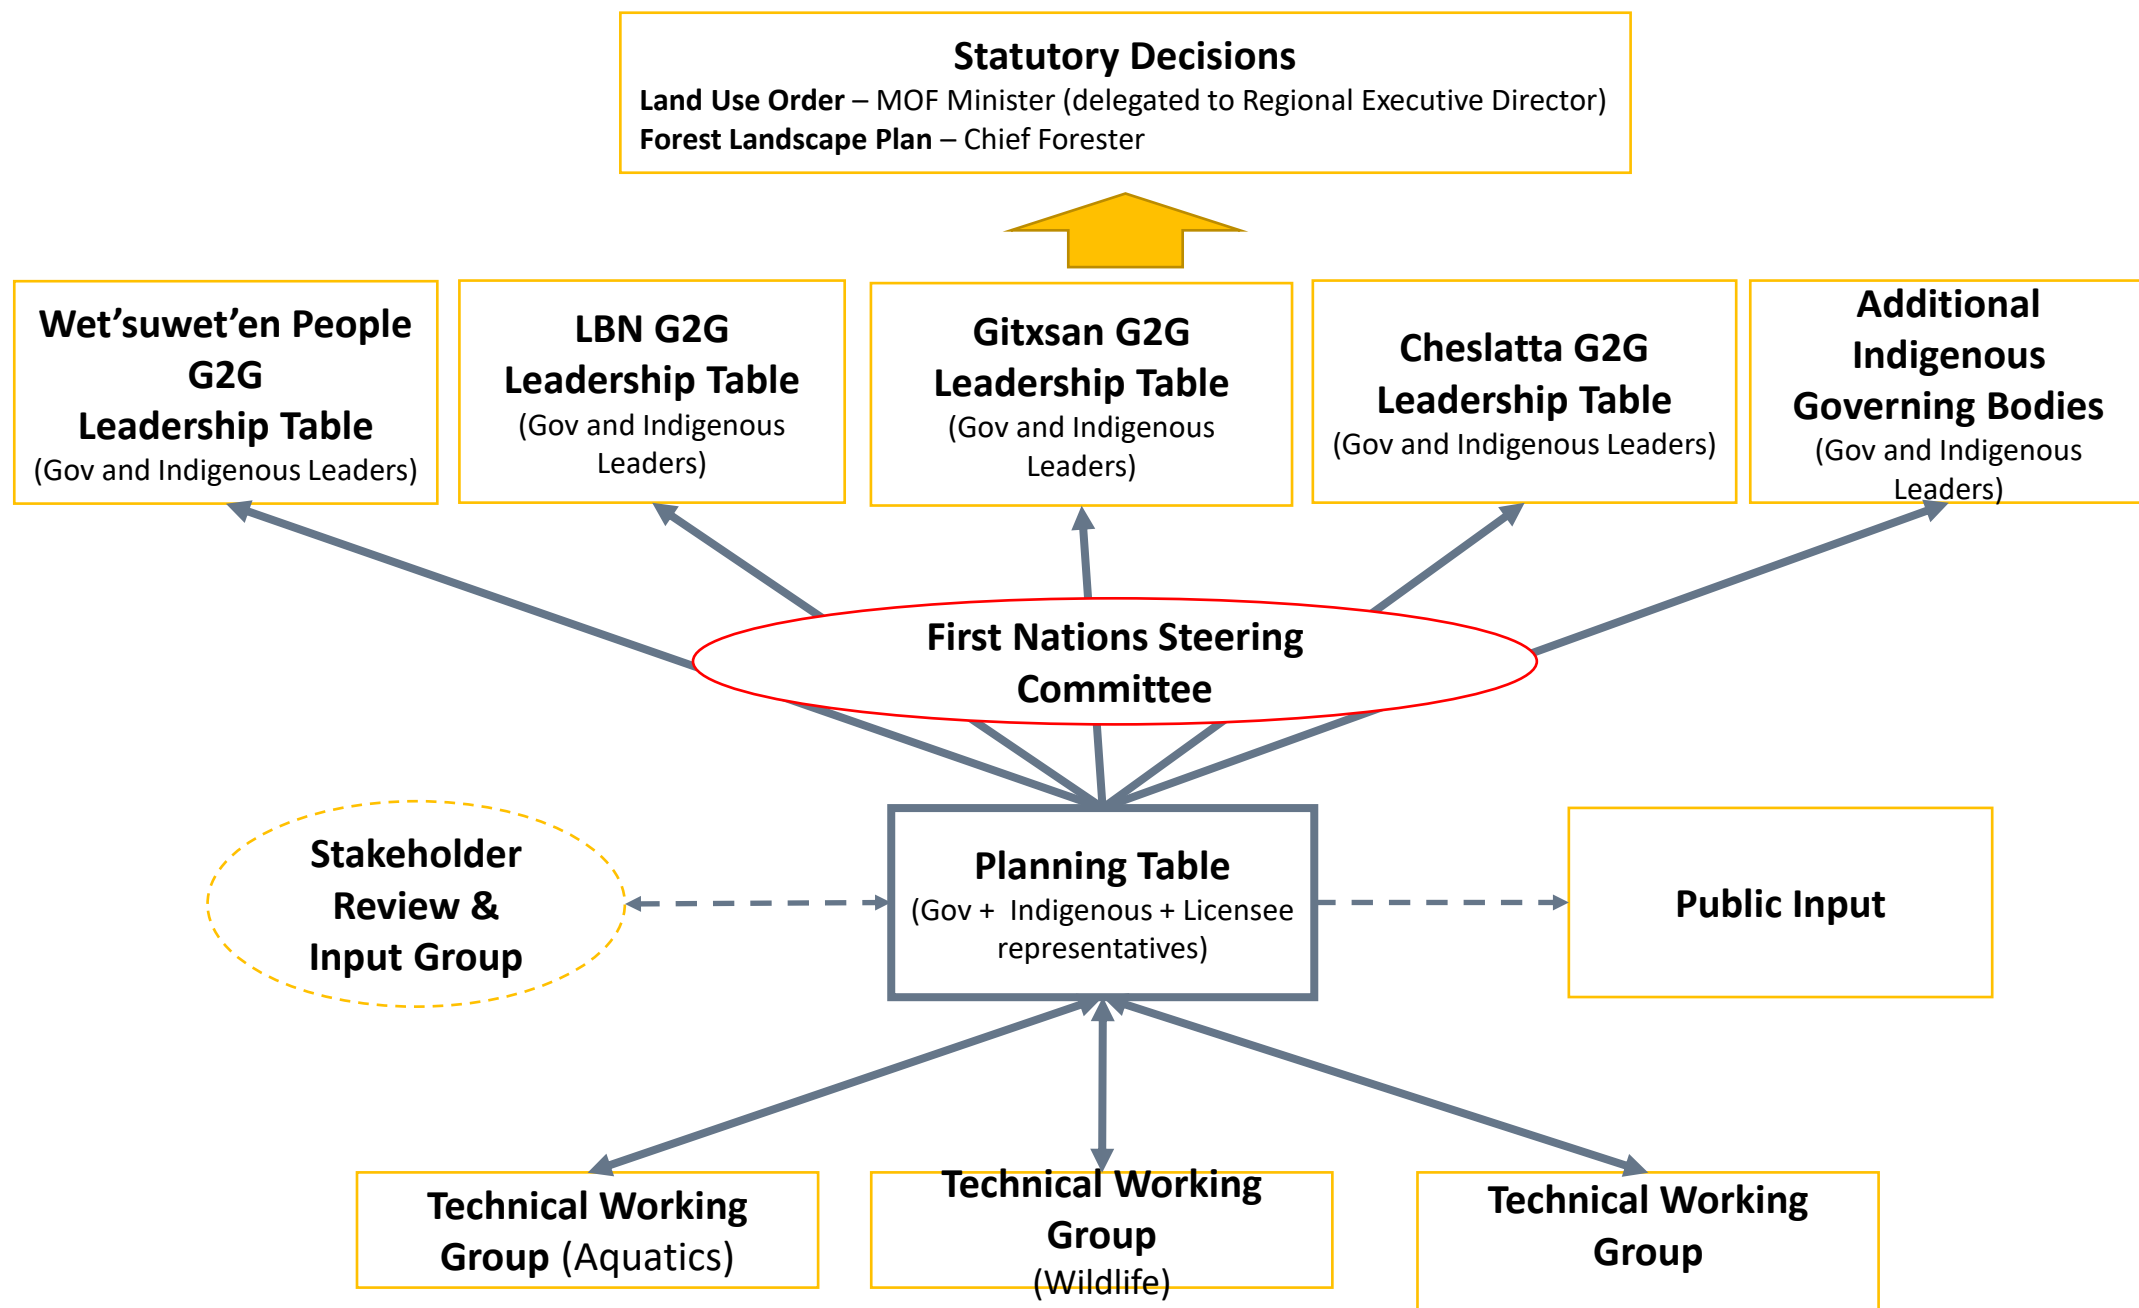 Statutory Decisions
Land Use Order – MOF Minister (delegated to Regional Executive Director)
Forest Landscape Plan – Chief Forester
Wet’suwet’en People
G2G
Leadership Table
(Gov and Indigenous Leaders)
LBN G2G
Leadership Table
(Gov and Indigenous
Leaders)
Gitxsan G2G
Leadership Table
(Gov and Indigenous
Leaders)
Cheslatta G2G
Leadership Table
(Gov and Indigenous Leaders)
Additional
Indigenous
Governing Bodies
(Gov and Indigenous
Leaders)
First Nations Steering
Committee
Stakeholder
Review &
Input Group
Planning Table
(Gov +  Indigenous + Licensee
representatives)
Public Input
Technical Working
Group (Aquatics)
Technical Working
Group
(Wildlife)
Technical Working
Group